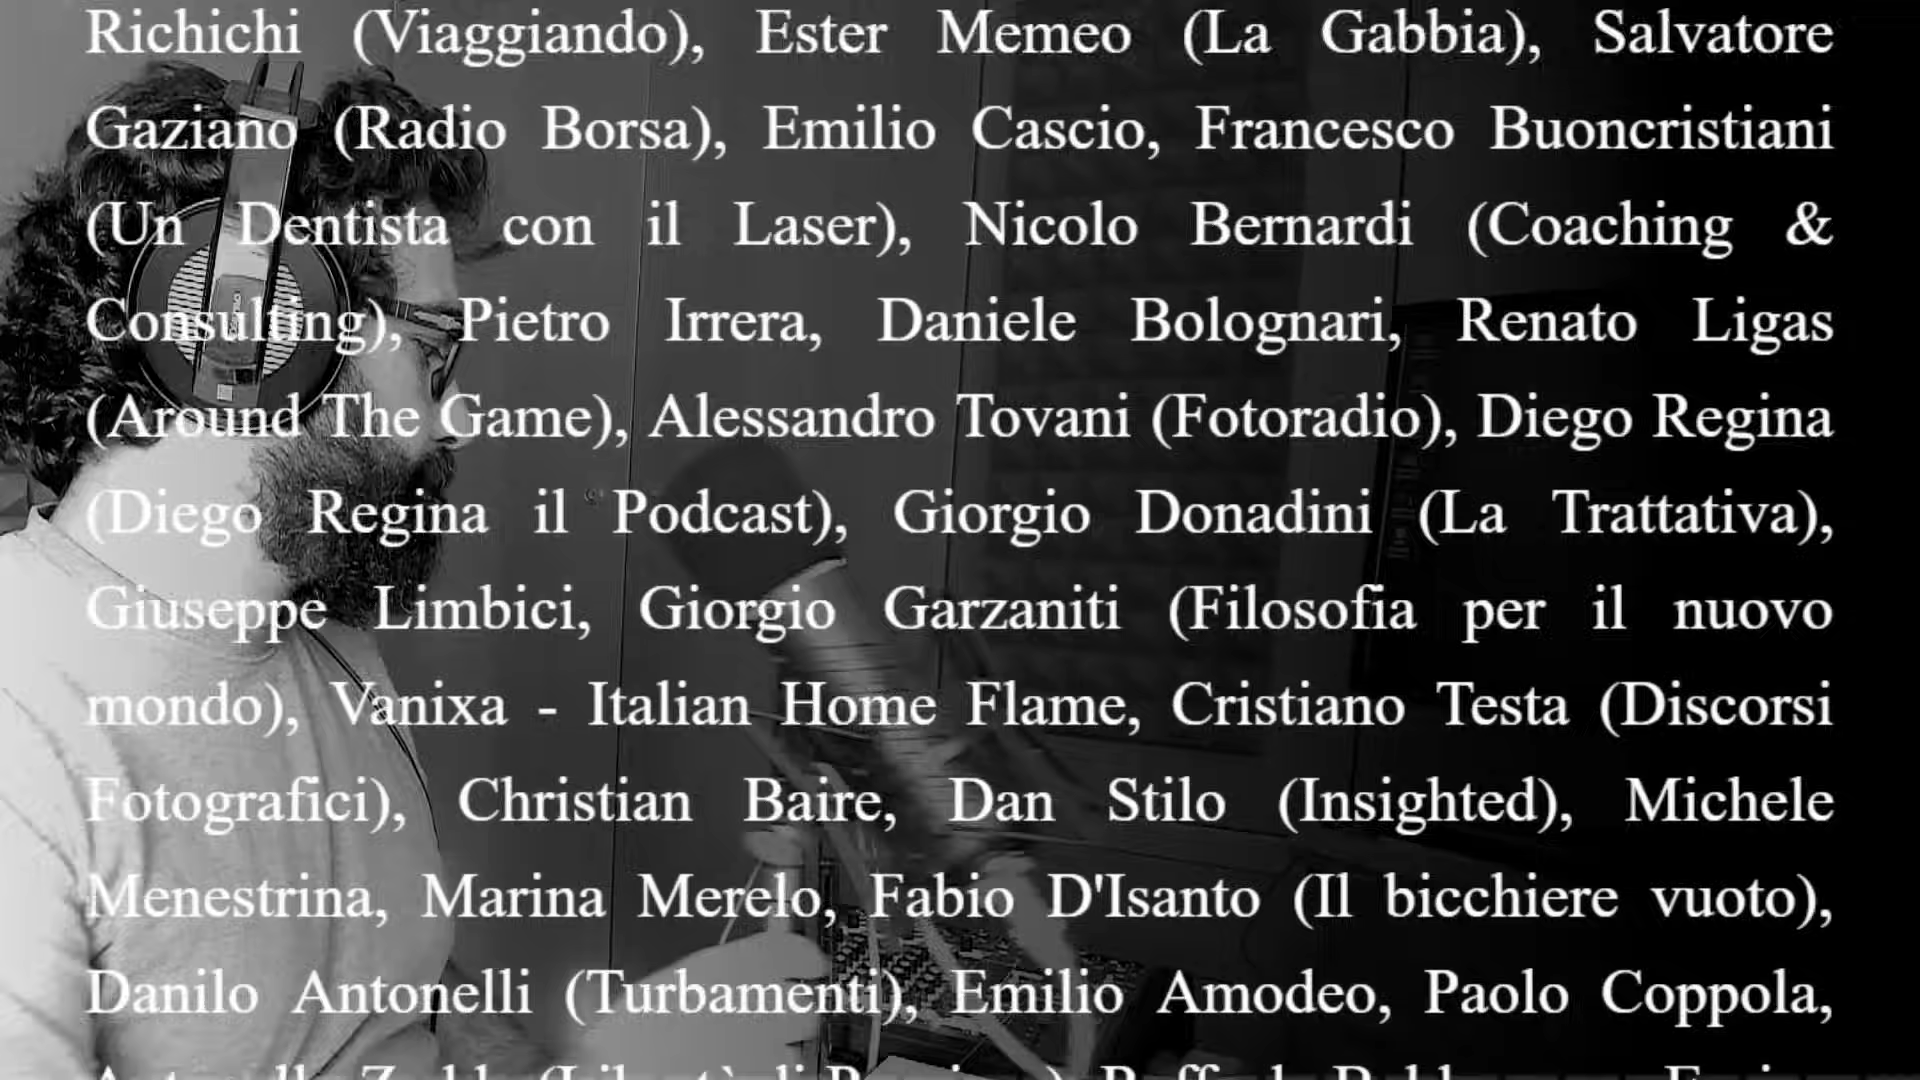 Richichi (Viaggiando), Ester Memeo (La Gabbia), Salvatore
Gaziano (Radio Borsa), Emilio Cascio, Francesco Buoncristiani
(Un Dentista con il Laser), Nicolo Bernardi (Coaching &
Consulting), Pietro Irrera, Daniele Bolognari, Renato Ligas
(Around The Game), Alessandro Tovani (Fotoradio), Diego Regina
(Diego Regina il Podcast), Giorgio Donadini (La Trattativa),
Giuseppe Limbici, Giorgio Garzaniti (Filosofia per il nuovo
mondo), Vanixa - Italian Home Flame, Cristiano Testa (Discorsi
Fotografici), Christian Baire, Dan Stilo (Insighted), Michele
Menestrina, Marina Merelo, Fabio D'Isanto (Il bicchiere vuoto),
Danilo Antonelli (Turbamenti), Emilio Amodeo, Paolo Coppola,